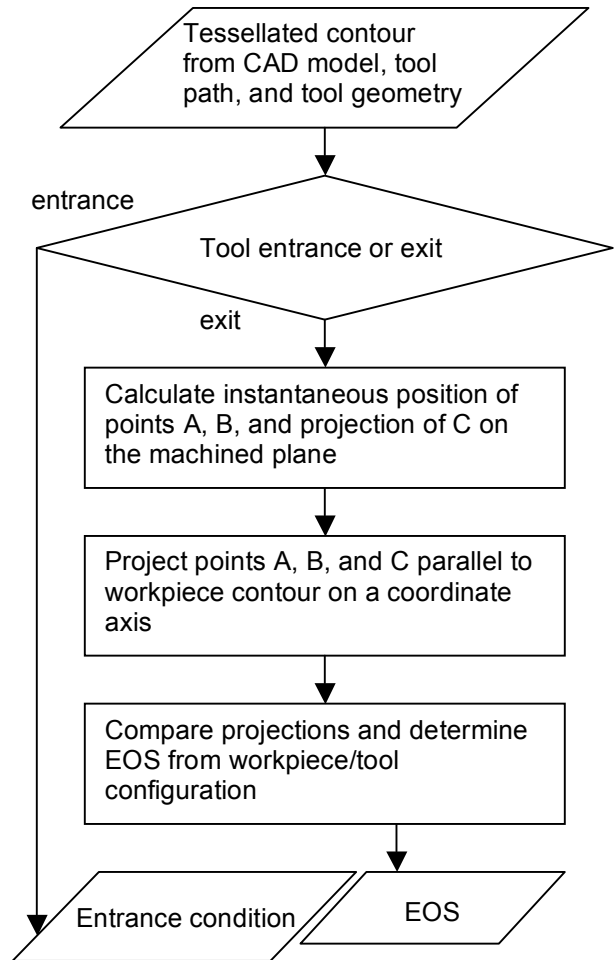 Tessellated contour
from CAD model, tool
path, and tool geometry
entrance
Tool entrance or exit
exit
Calculate instantaneous position of
points A, B, and projection of C on
the machined plane
Project points A, B, and C parallel to
workpiece contour on a coordinate
axis
Compare projections and determine
EOS from workpiece/tool
configuration
Entrance condition
EOS